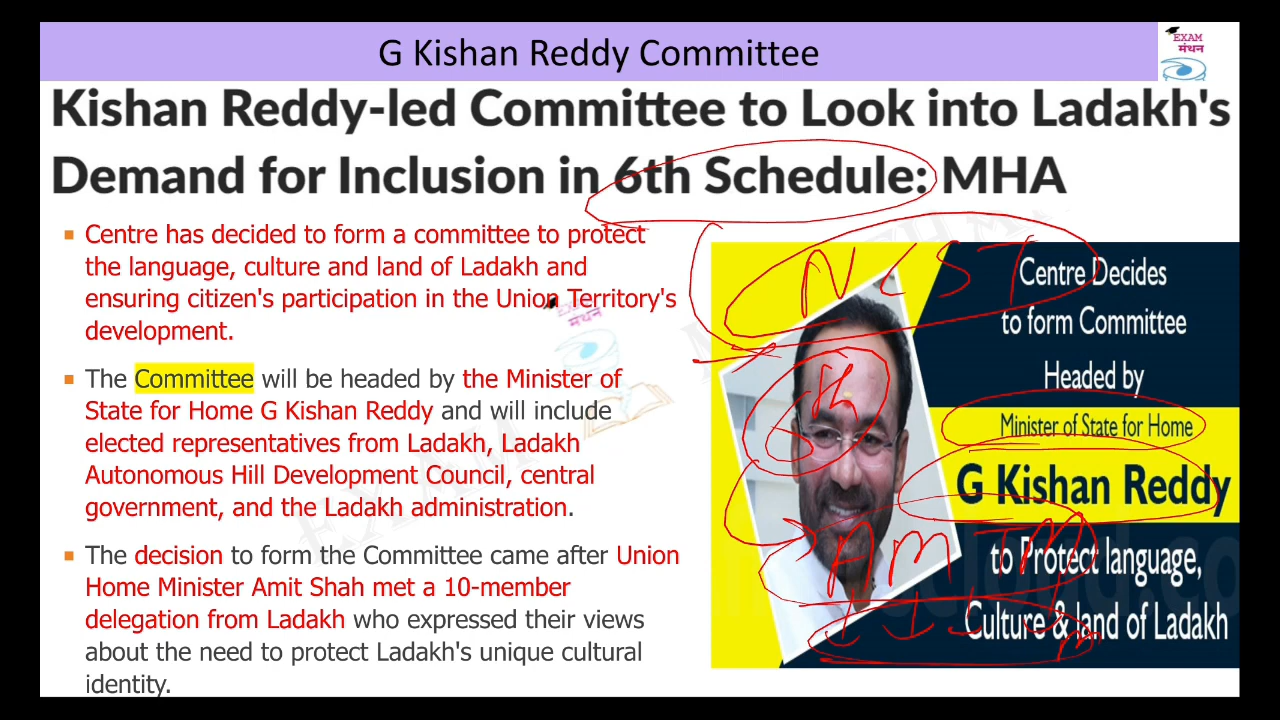 G Kishan Reddy Committee
EXAM
मंथन
Kishan Reddy-led Committee to Look into Ladakh's
Demand for Inclusion in 6th Schedule: MHA
Centre has decided to form a committee to protect
the language, culture and land of Ladakh and
ensuring citizen's participation in the Union Territory's
development.
The Committee will be headed by the Minister of
State for Home G Kishan Reddy and will include
elected representatives from Ladakh, Ladakh
Autonomous Hill Development Council, central
government, and the Ladakh administration.
The decision to form the Committee came after Union
Home Minister Amit Shah met a 10-member
delegation from Ladakh who expressed their views
about the need to protect Ladakh's unique cultural
identity.
EXAM
मंथन
NCST
Centre Decides
to form Committee
Headed by
Minister of State for Home
G Kishan Reddy
to Protect language,
Culture & land of Ladakh
6th
AMTM